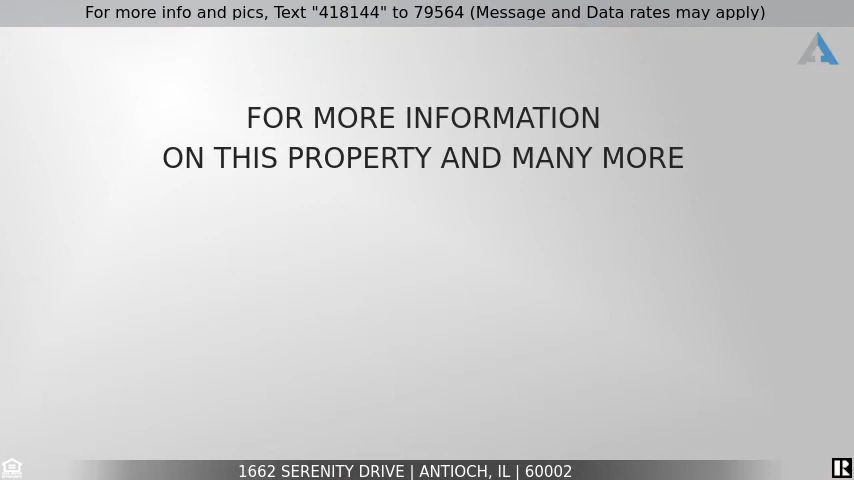 For more info and pics, Text "418144" to 79564 (Message and Data rates may apply)
FOR MORE INFORMATION
ON THIS PROPERTY AND MANY MORE
1662 SERENITY DRIVE | ANTIOCH, IL | 60002